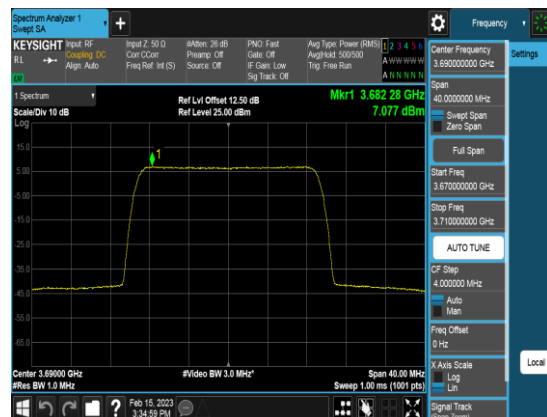 Spectrum Analyzer 1
Swept SA
+
Frequency
KEYSIGHT
Input: RF
Input Z: 50 Ω
#Atten: 26 dB
PNO: Fast
Avg Type: Power (RMS)
1 2 3 4 5 6
RL
Coupling: DC
Corr CCorr
Preamp: Off
Gate: Off
Avg|Hold: 500/500
A W W W W W
Align: Auto
Freq Ref: Int (S)
Source: Off
IF Gain: Low
Trig: Free Run
Sig Track: Off
A N N N N N
LV
1 Spectrum
Ref Lvl Offset 12.50 dB
Mkr1 3.682 28 GHz
Scale/Div 10 dB
Ref Level 25.00 dBm
7.077 dBm
Log
15.0
1
5.00
-5.00
-15.0
-25.0
-35.0
-45.0
-55.0
-65.0
Center 3.69000 GHz
#Video BW 3.0 MHz*
Span 40.00 MHz
#Res BW 1.0 MHz
Sweep 1.00 ms (1001 pts)
Feb 15, 2023
3:34:59 PM
?
Center Frequency
3.690000000 GHz
Settings
Span
40.0000000 MHz
Swept Span
Zero Span
Full Span
Start Freq
3.670000000 GHz
Stop Freq
3.710000000 GHz
AUTO TUNE
CF Step
4.000000 MHz
Auto
Man
Freq Offset
0 Hz
X Axis Scale
Log
Lin
Local
Signal Track